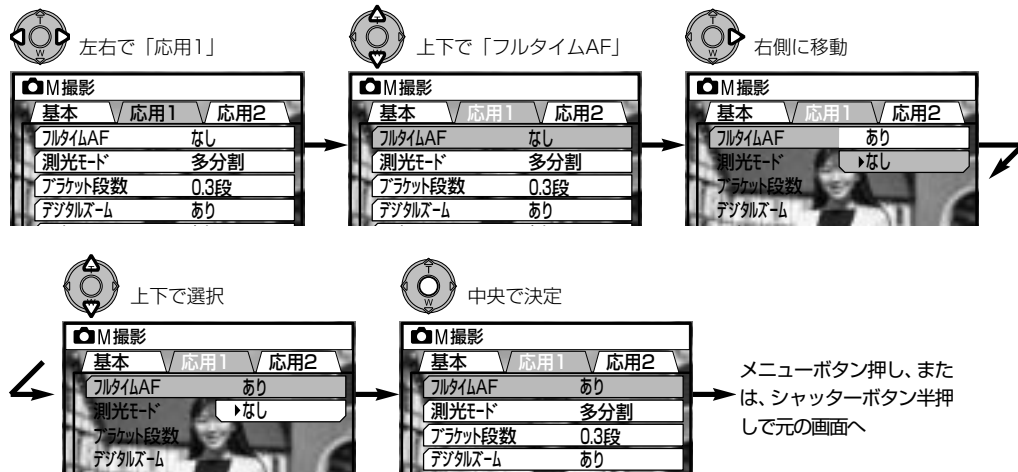 左右で「応用1」
M撮影
基本 応用1 応用2
フルタイムAF なし
測光モード 多分割
ブラケット段数 0.3段
デジタルズーム あり
上下で「フルタイムAF」
M撮影
基本 応用1 応用2
フルタイムAF なし
測光モード 多分割
ブラケット段数 0.3段
デジタルズーム あり
右側に移動
M撮影
基本 応用1 応用2
フルタイムAF あり
測光モード なし
ブラケット段数
デジタルズーム
上下で選択
M撮影
基本 応用1 応用2
フルタイムAF あり
測光モード なし
ブラケット段数
デジタルズーム
中央で決定
M撮影
基本 応用1 応用2
フルタイムAF あり
測光モード 多分割
ブラケット段数 0.3段
デジタルズーム あり
メニューボタン押し、また
は、シャッターボタン半押
しで元の画面へ